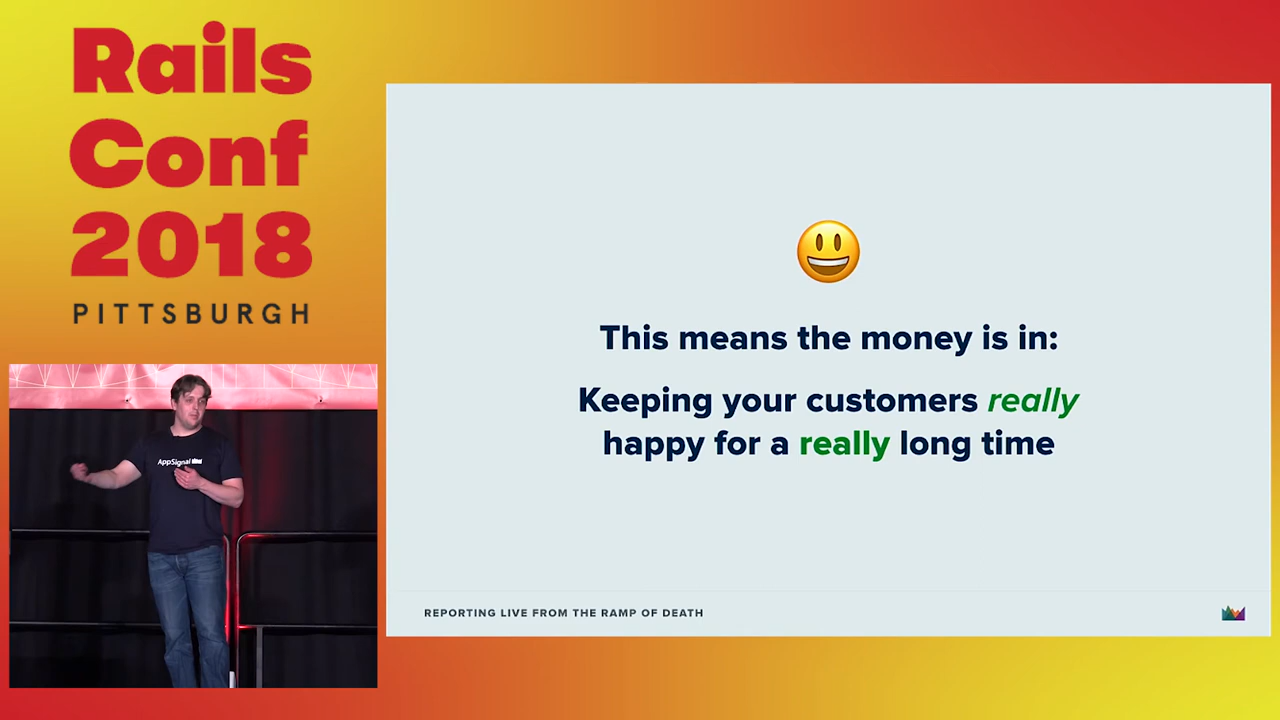 Rails
Conf
2018
PITTSBURGH
AppSignal
This means the money is in:
Keeping your customers really
happy for a really long time
REPORTING LIVE FROM THE RAMP OF DEATH